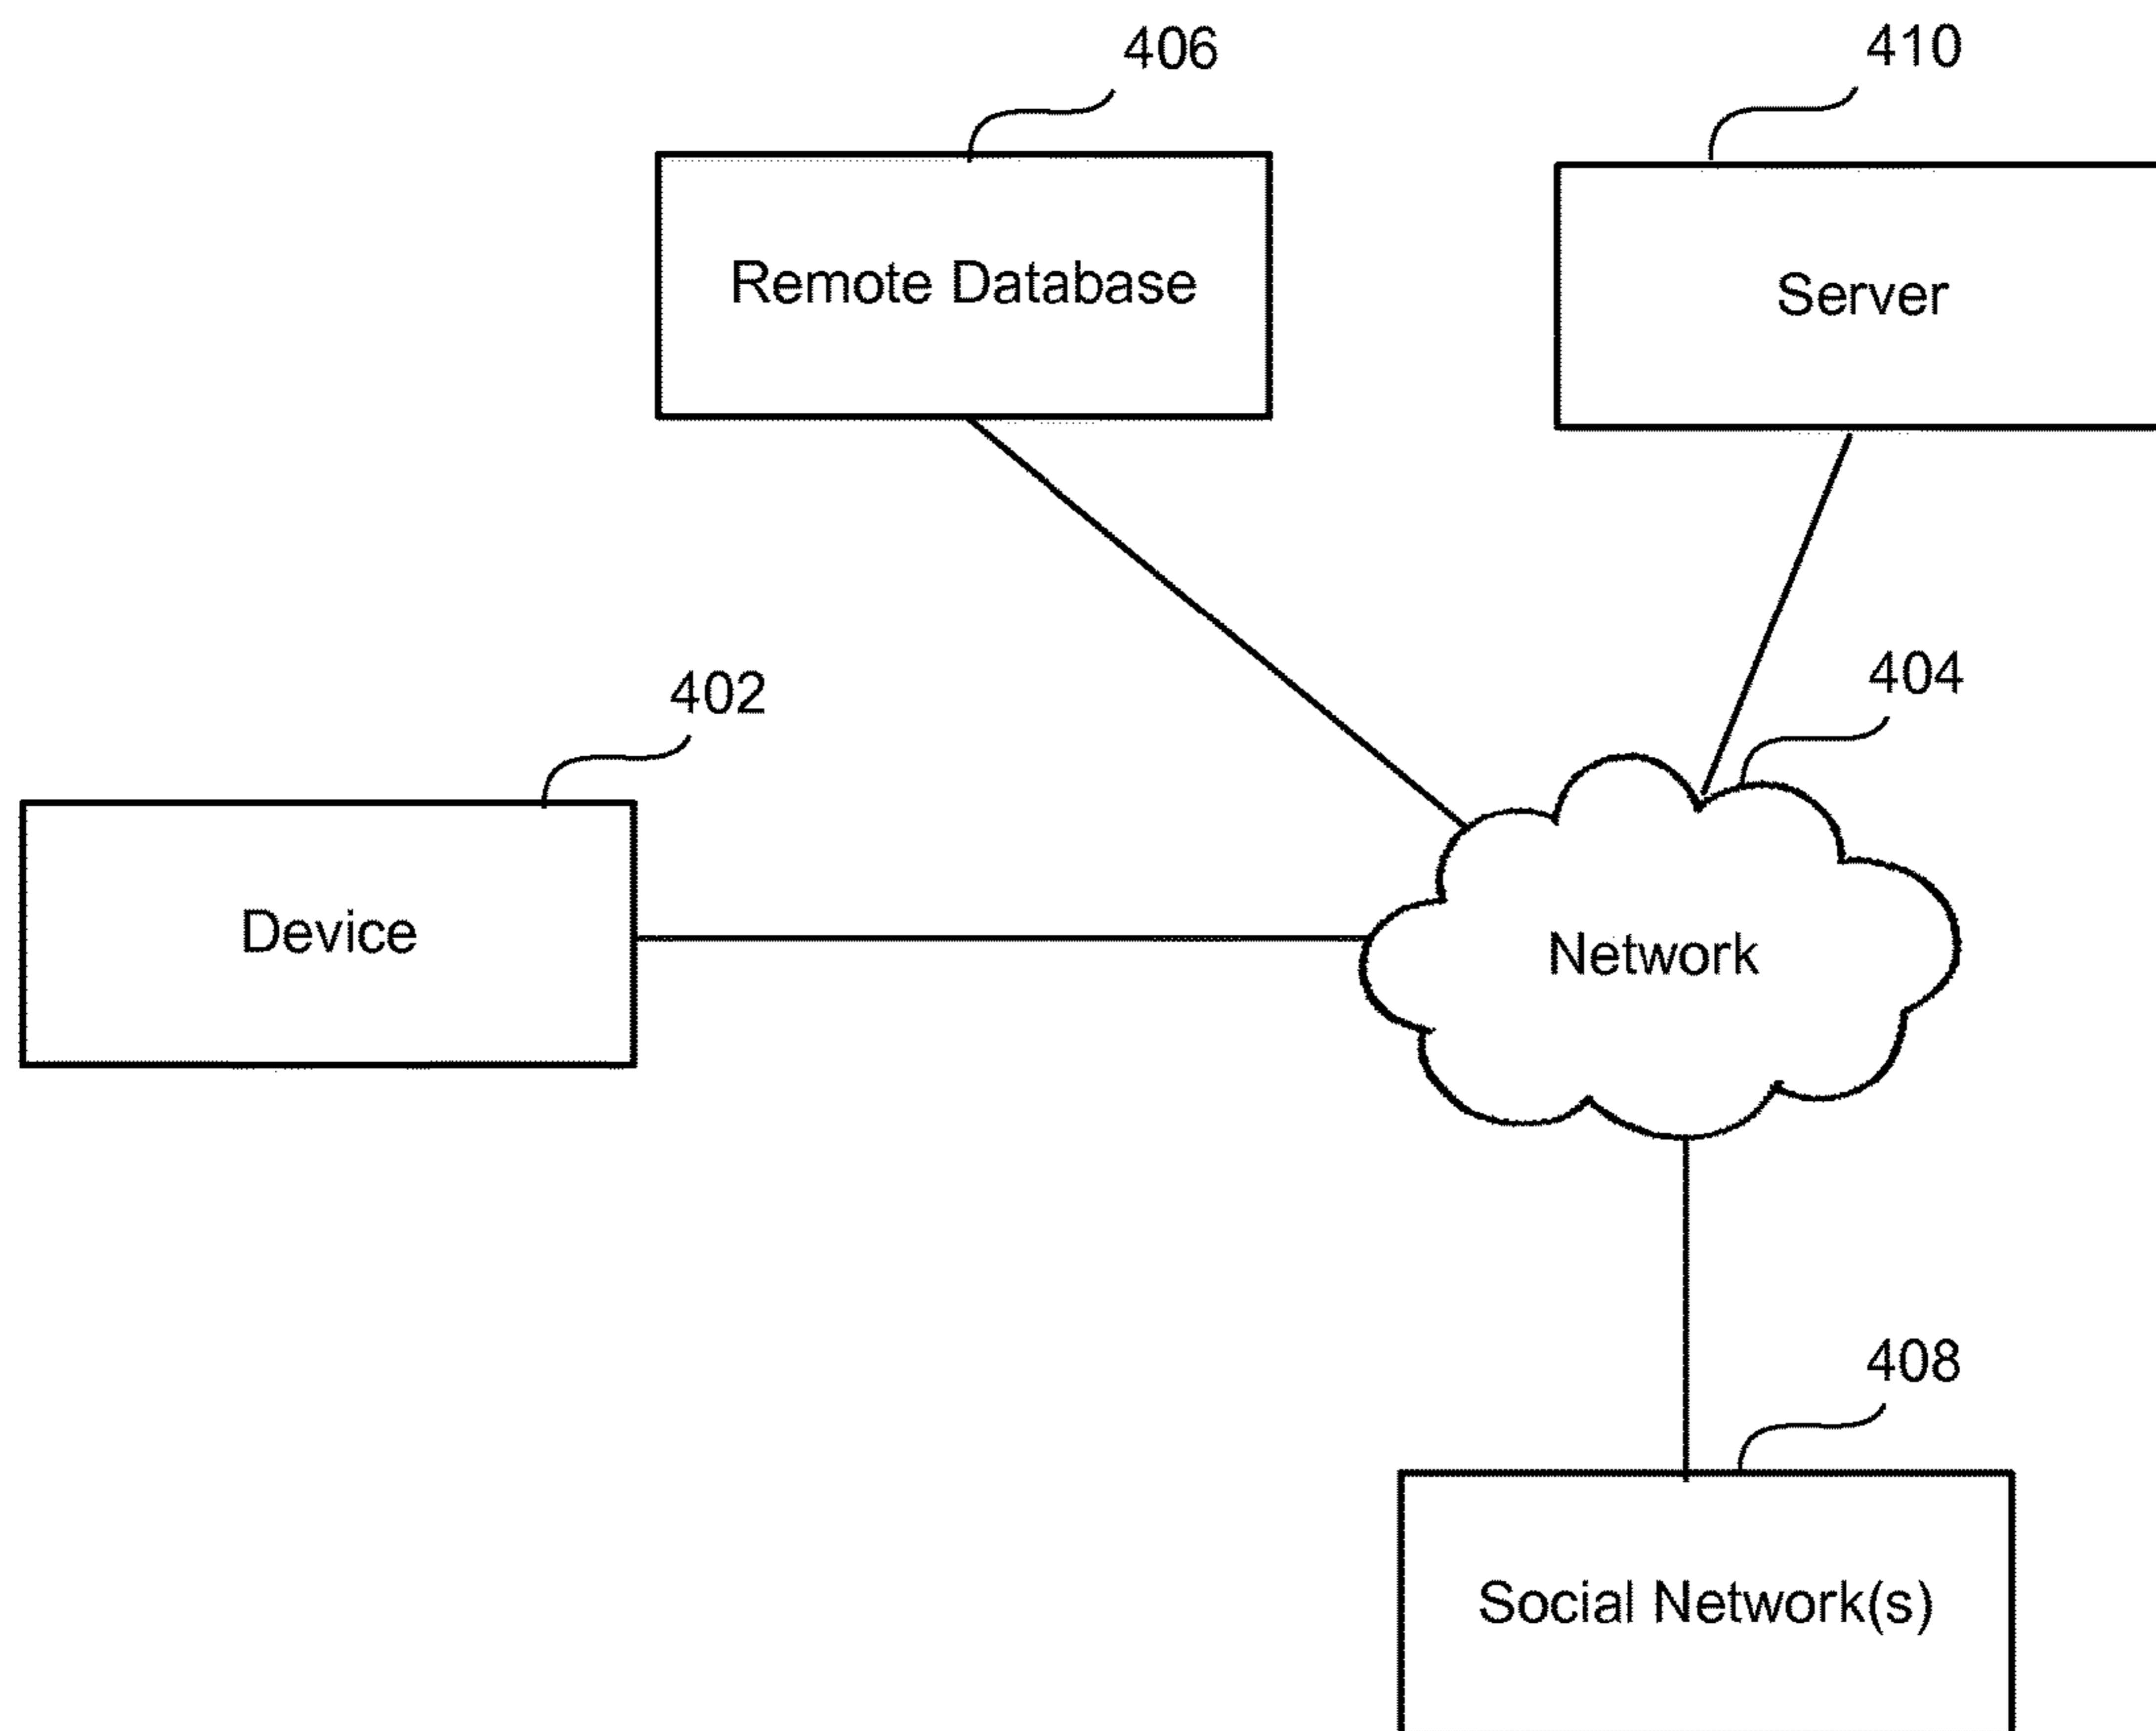 406
410
Remote Database
Server
402
404
Device
Network
408
Social Network(s)